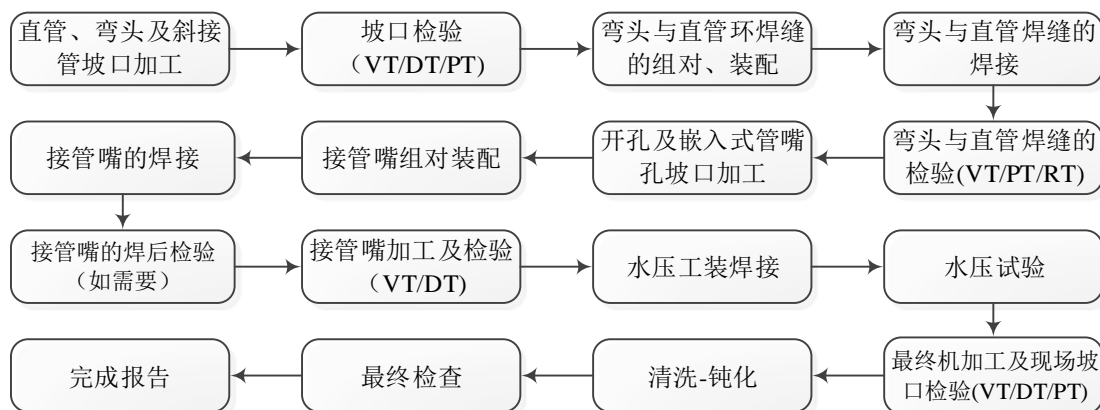 直管、弯头及斜接
管坡口加工
坡口检验
（VT/DT/PT)
弯头与直管环焊缝
的组对、装配
弯头与直管焊缝的
焊接
弯头与直管焊缝的
检验(VT/PT/RT)
开孔及嵌入式管嘴
孔坡口加工
接管嘴组对装配
接管嘴的焊接
接管嘴的焊后检验
（如需要）
接管嘴加工及检验
（VT/DT)
水压工装焊接
水压试验
最终机加工及现场坡
口检验(VT/DT/PT)
清洗-钝化
最终检查
完成报告